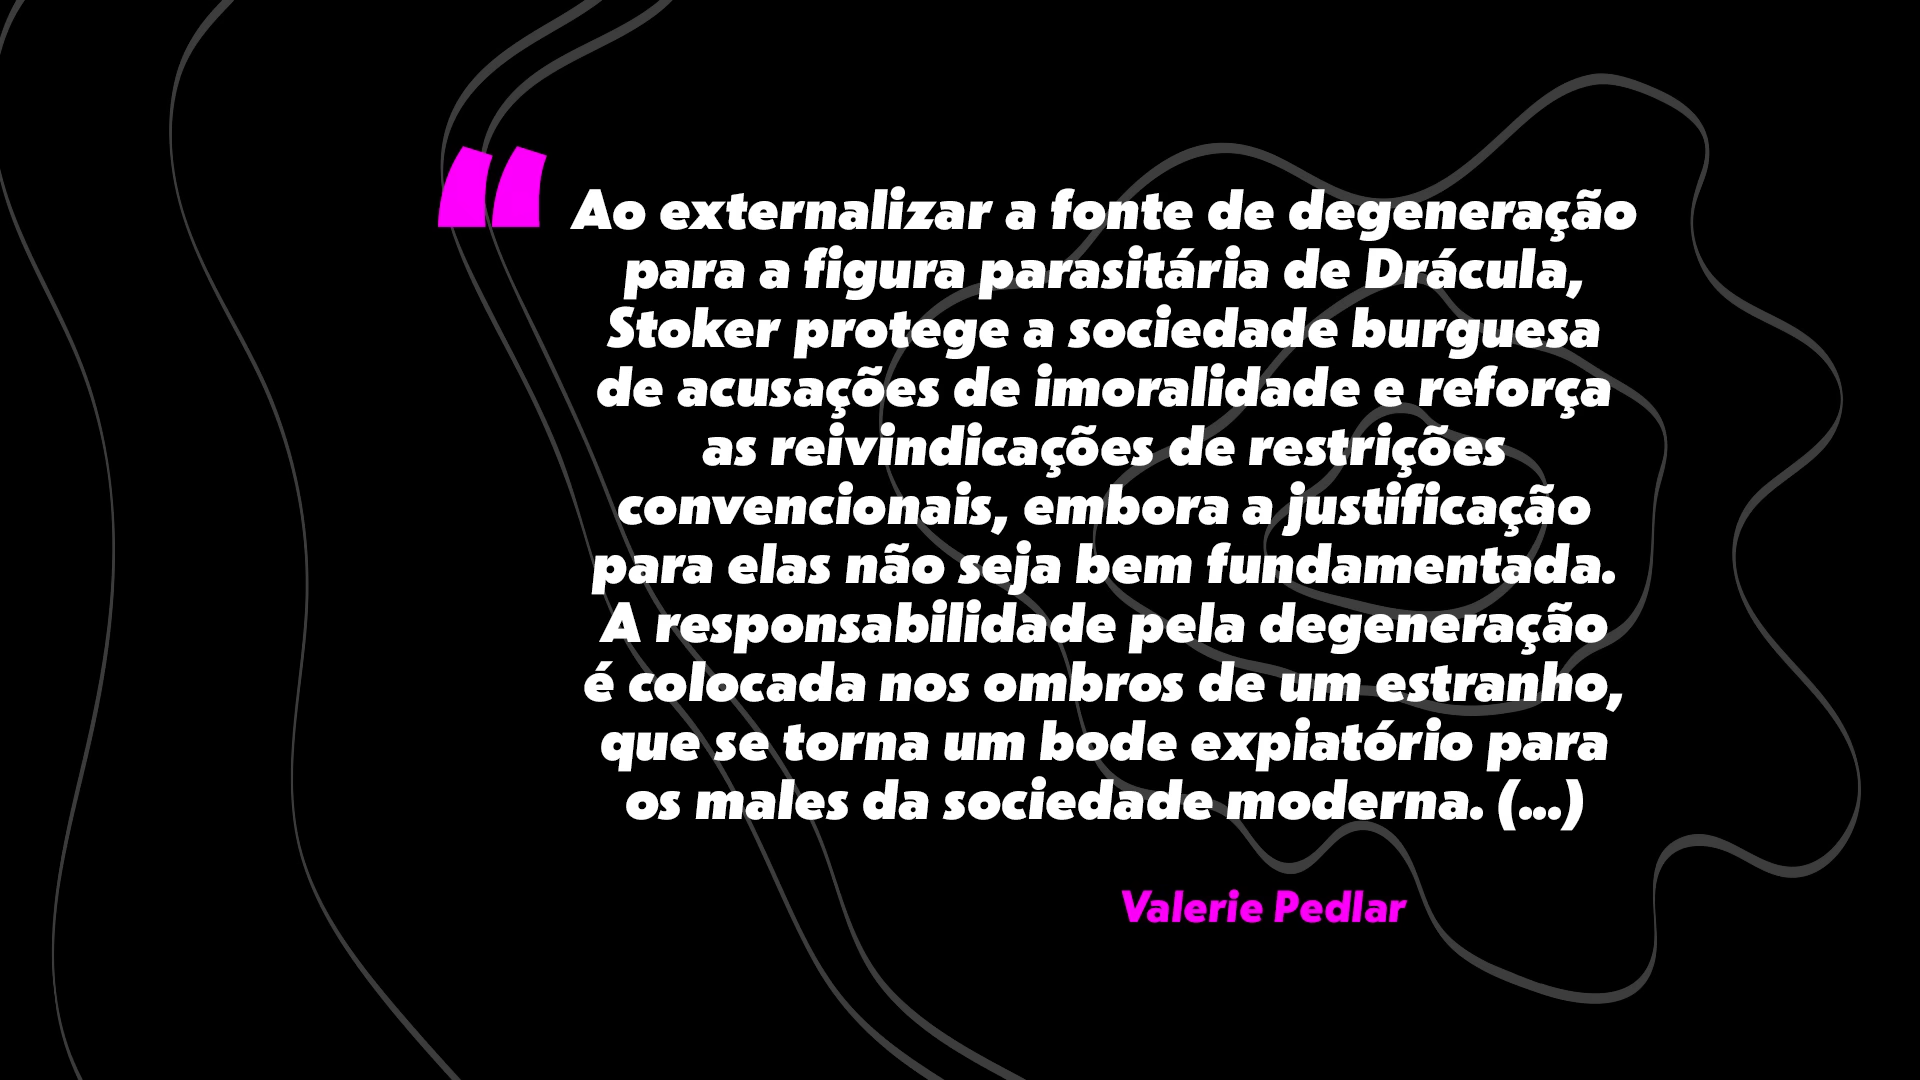 “Ao externalizar a fonte de degeneração
para a figura parasitária de Drácula,
Stoker protege a sociedade burguesa
de acusações de imoralidade e reforça
as reivindicações de restrições
convencionais, embora a justificação
para elas não seja bem fundamentada.
A responsabilidade pela degeneração
é colocada nos ombros de um estranho,
que se torna um bode expiatório para
os males da sociedade moderna. (...)
Valerie Pedlar